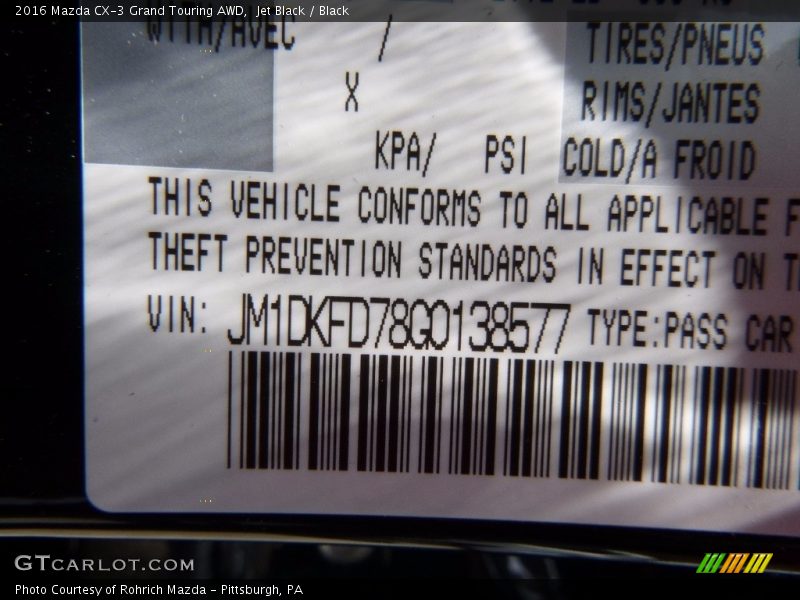 2016 Mazda CX-3 Grand Touring AWD, Jet Black / Black
WITH/AVEC / TIRES/PNEUS
X RIMS/JANTES
KPA/ PSI COLD/A FROID
THIS VEHICLE CONFORMS TO ALL APPLICABLE F
THEFT PREVENTION STANDARDS IN EFFECT ON T
VIN: JM1DKFD78G0138577 TYPE:PASS CAR
GTCARLOT.COM
Photo Courtesy of Rohrich Mazda - Pittsburgh, PA